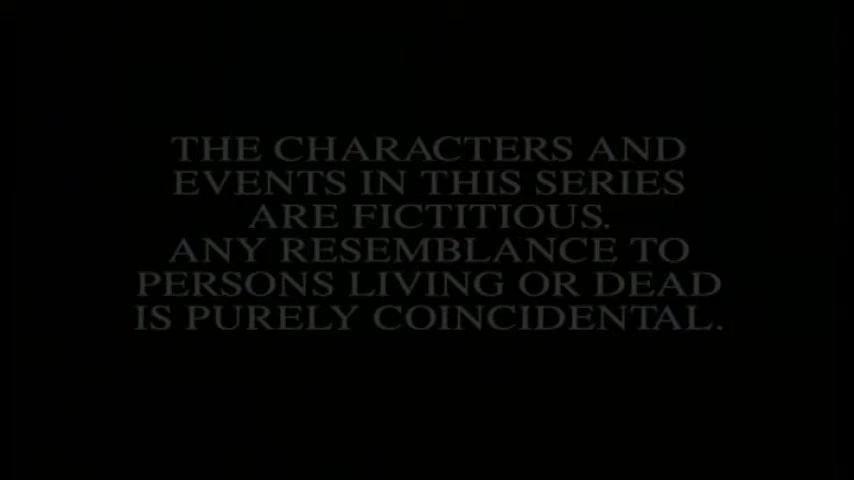 THE CHARACTERS AND
EVENTS IN THIS SERIES
ARE FICTITIOUS.
ANY RESEMBLANCE TO
PERSONS LIVING OR DEAD
IS PURELY COINCIDENTAL.